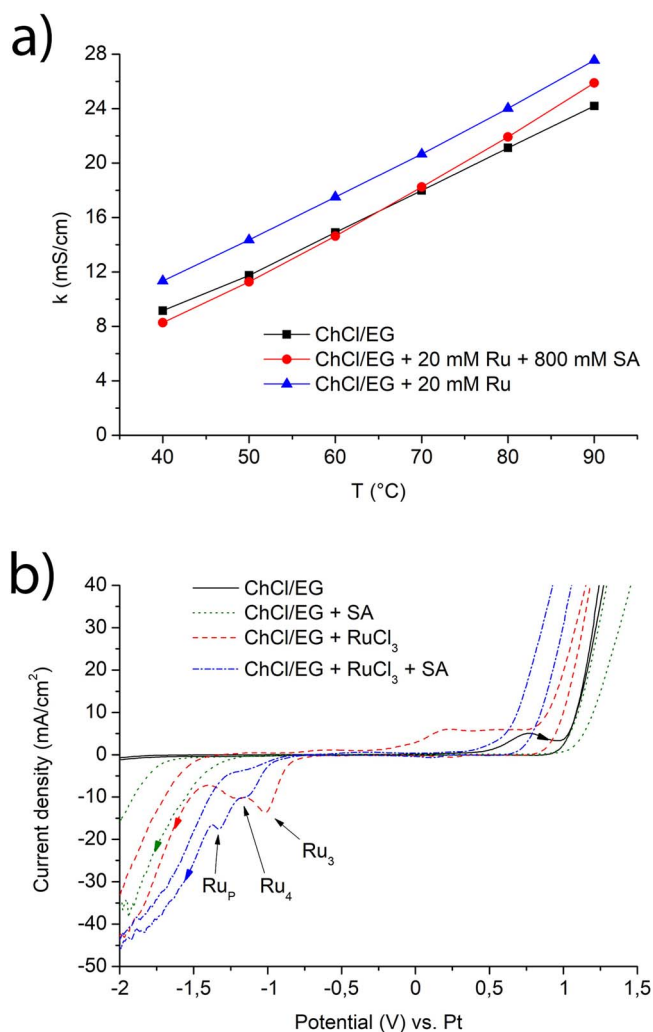 a)
28
24
20
16
12
8
4
0
k (mS/cm)
ChCl/EG
ChCl/EG + 20 mM Ru + 800 mM SA
ChCl/EG + 20 mM Ru
40 50 60 70 80 90
T (°C)
b)
40
30
20
10
0
-10
-20
-30
-40
-50
Current density (mA/cm²)
ChCl/EG
ChCl/EG + SA
ChCl/EG + RuCl₃
ChCl/EG + RuCl₃ + SA
Ru₃
Ru₄
Ruₚ
-2 -1,5 -1 -0,5 0 0,5 1 1,5
Potential (V) vs. Pt